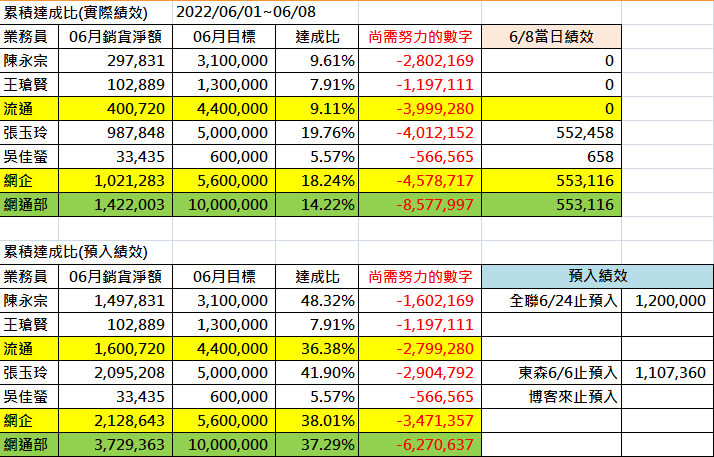 累積達成比(實際績效) 2022/06/01~06/08
業務員 06月銷貨淨額 06月目標 達成比 尚需努力的數字 6/8當日績效
陳永宗 297,831 3,100,000 9.61% -2,802,169 0
王瑲賢 102,889 1,300,000 7.91% -1,197,111 0
流通 400,720 4,400,000 9.11% -3,999,280 0
張玉玲 987,848 5,000,000 19.76% -4,012,152 552,458
吳佳螢 33,435 600,000 5.57% -566,565 658
網企 1,021,283 5,600,000 18.24% -4,578,717 553,116
網通部 1,422,003 10,000,000 14.22% -8,577,997 553,116
累積達成比(預入績效)
業務員 06月銷貨淨額 06月目標 達成比 尚需努力的數字 預入績效
陳永宗 1,497,831 3,100,000 48.32% -1,602,169 全聯6/24止預入 1,200,000
王瑲賢 102,889 1,300,000 7.91% -1,197,111
流通 1,600,720 4,400,000 36.38% -2,799,280
張玉玲 2,095,208 5,000,000 41.90% -2,904,792 東森6/6止預入 1,107,360
吳佳螢 33,435 600,000 5.57% -566,565 博客來止預入
網企 2,128,643 5,600,000 38.01% -3,471,357
網通部 3,729,363 10,000,000 37.29% -6,270,637